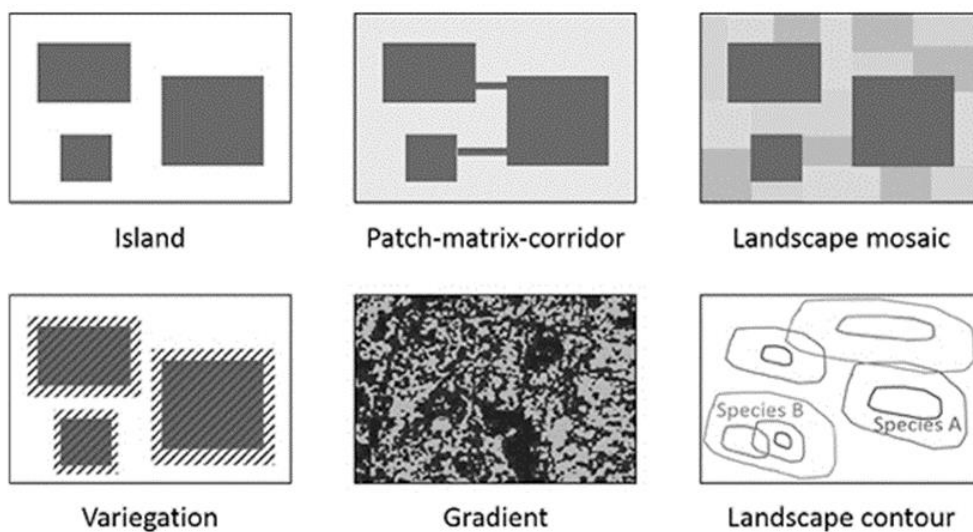 Island
Patch-matrix-corridor
Landscape mosaic
Species B
Species A
Variegation
Gradient
Landscape contour